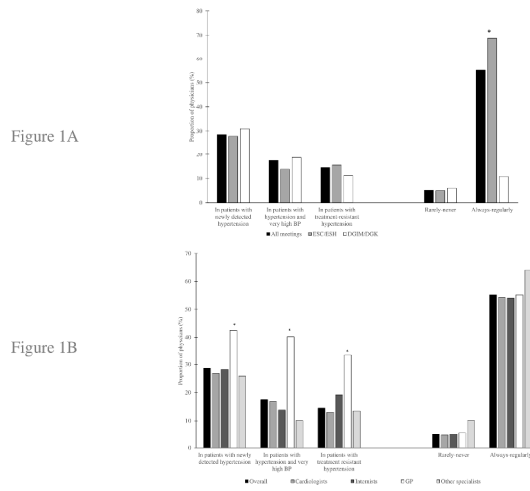 Figure 1A
Proportion of physicians (%)
80
70
60
50
40
30
20
10
0
*
In patients with
newly detected
hypertension
In patients with
hypertension and
very high BP
In patients with
treatment resistant
hypertension
Rarely-never
Always-regularly
All meetings ESC/ESH DGIM/DGK
Figure 1B
Proportion of physicians (%)
70
60
50
40
30
20
10
0
*
*
*
In patients with newly
detected hypertension
In patients with
hypertension and very
high BP
In patients with
treatment resistant
hypertension
Rarely-never
Always-regularly
Overall Cardiologists Internists GP Other specialists